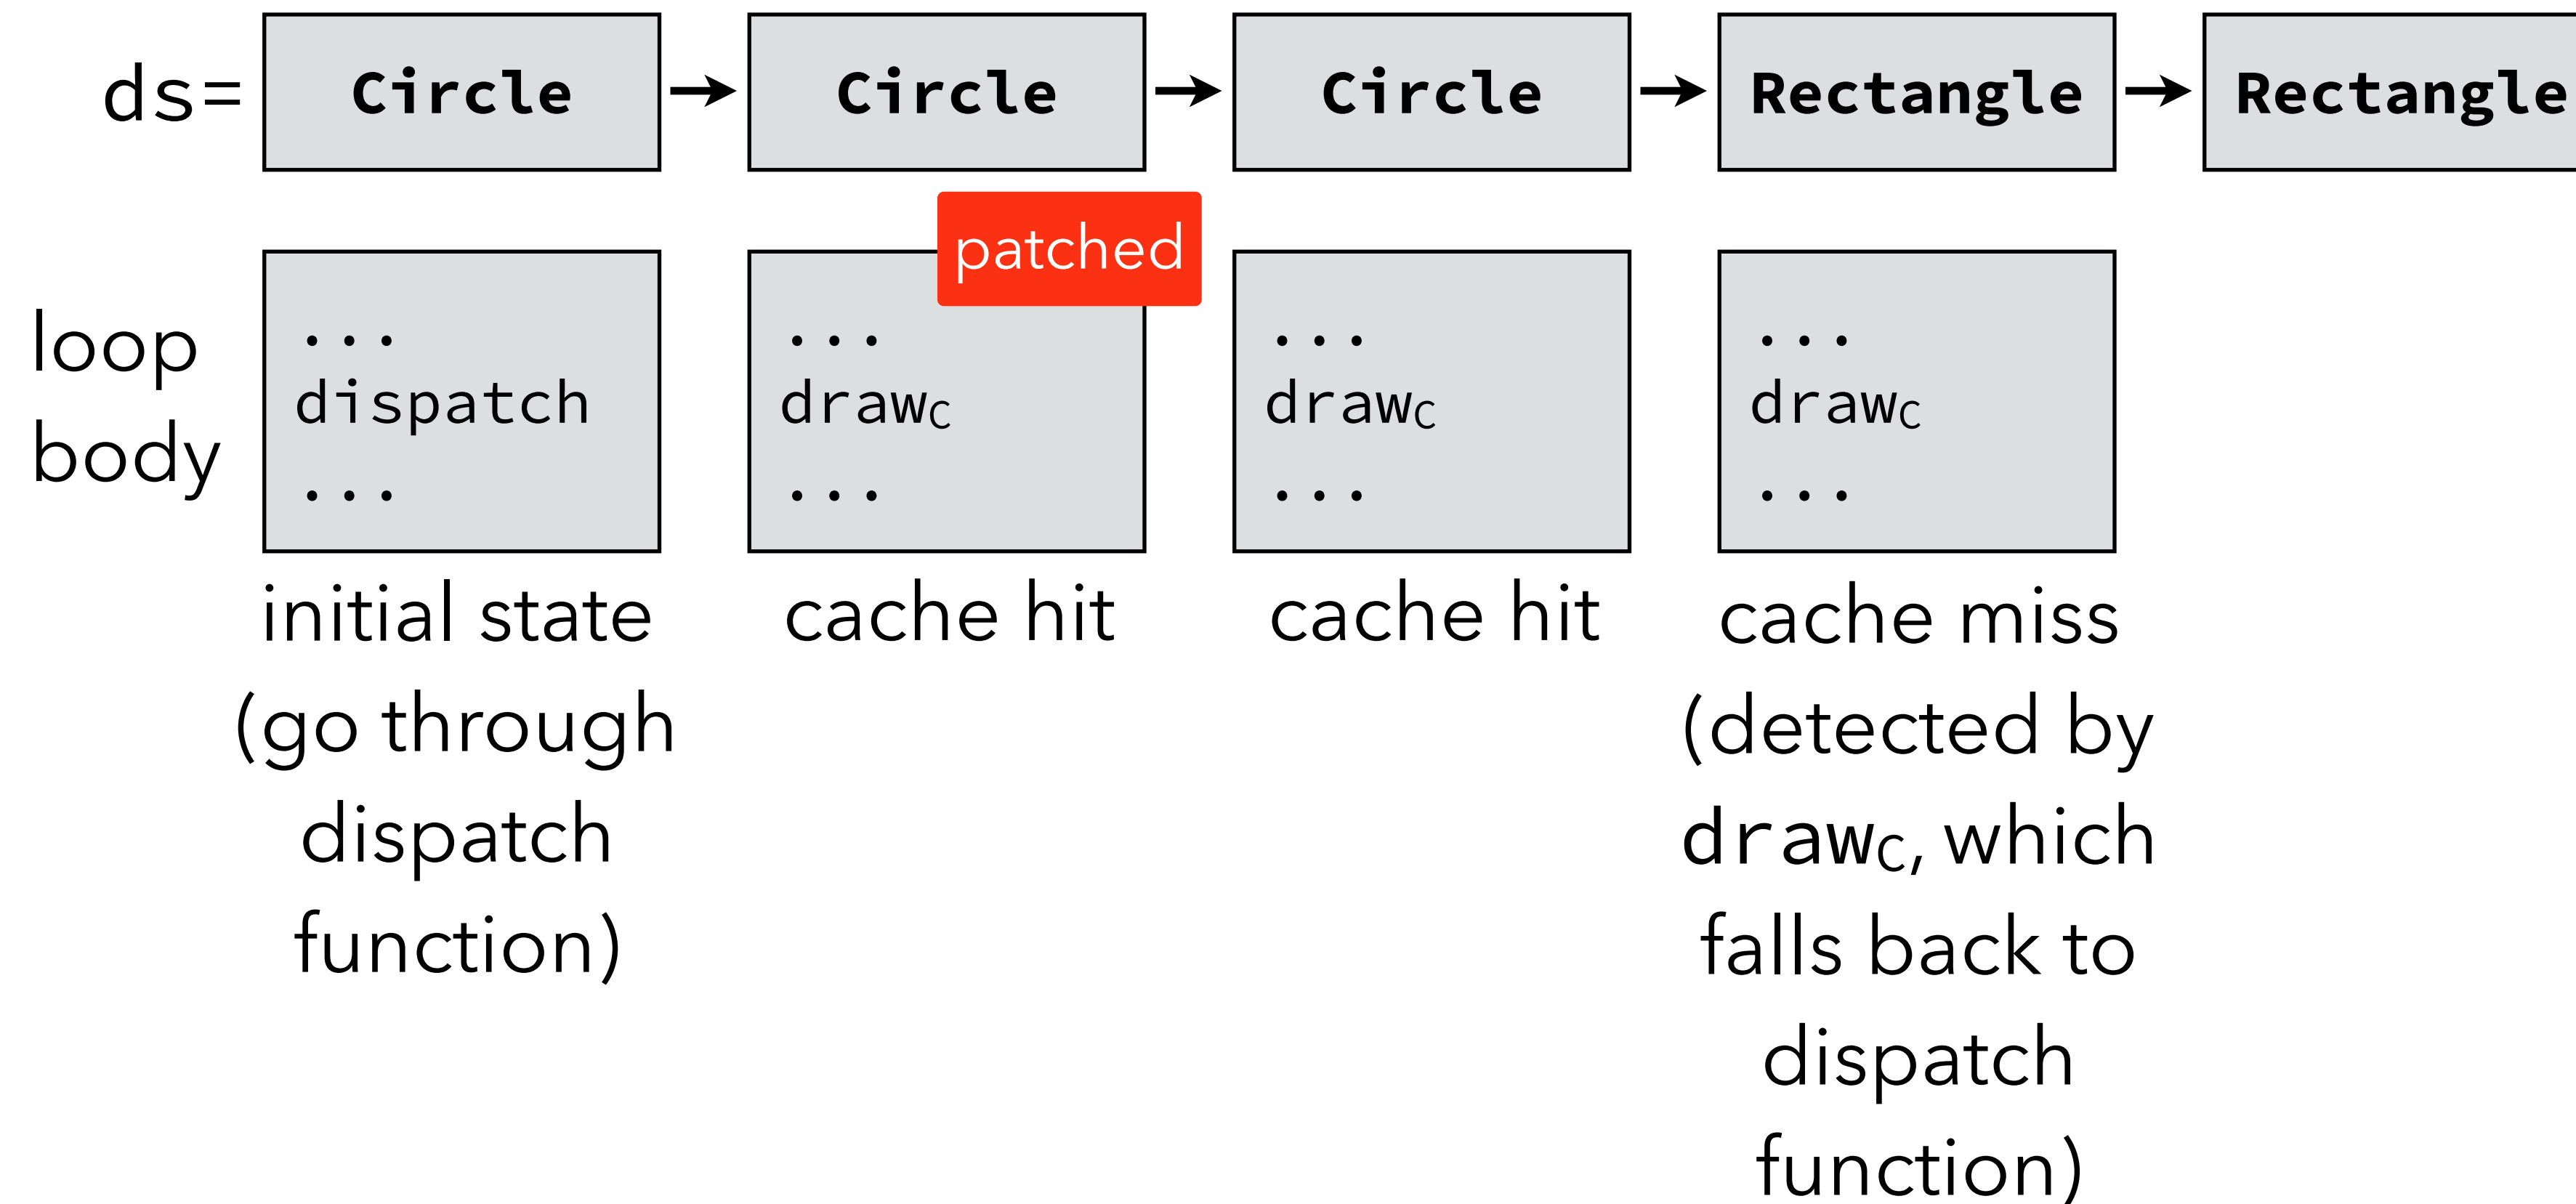 ds= Circle → Circle → Circle → Rectangle → Rectangle
patched
loop
body
...
dispatch
...
initial state
(go through
dispatch
function)
...
drawC
...
cache hit
...
drawC
...
cache hit
...
drawC
...
cache miss
(detected by
drawC, which
falls back to
dispatch
function)